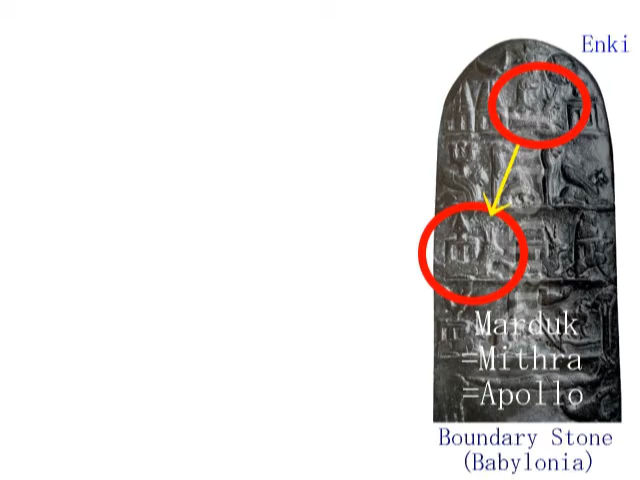 Enki
Marduk
=Mithra
=Apollo
Boundary Stone
(Babylonia)